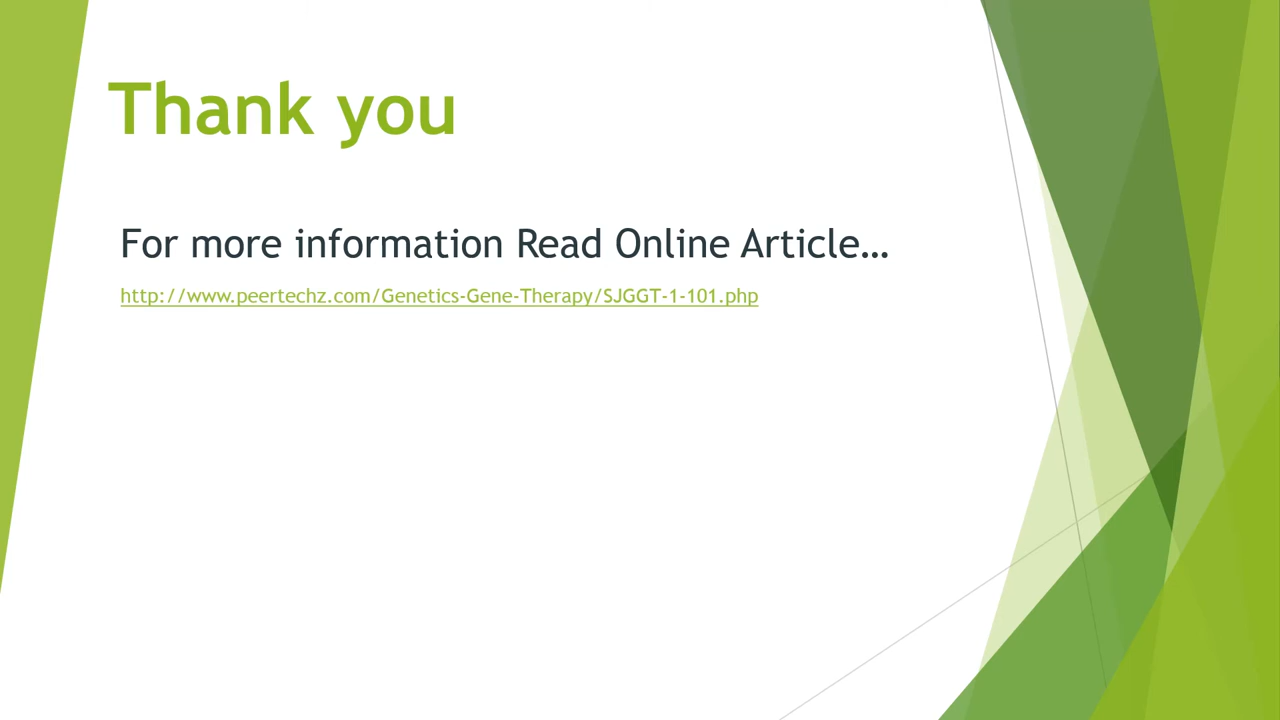 Thank you
For more information Read Online Article…
http://www.peertechz.com/Genetics-Gene-Therapy/SJGGT-1-101.php